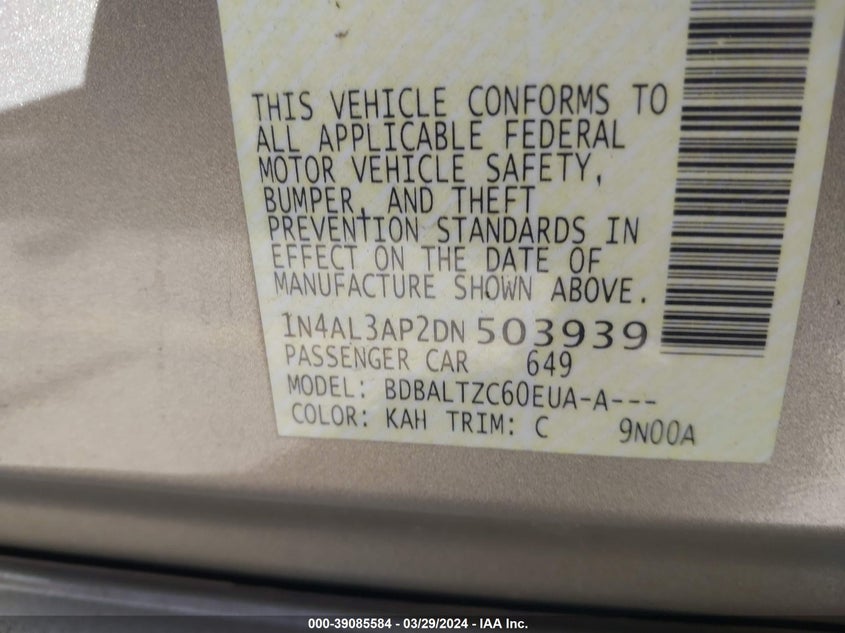 THIS VEHICLE CONFORMS TO
ALL APPLICABLE FEDERAL
MOTOR VEHICLE SAFETY,
BUMPER, AND THEFT
PREVENTION STANDARDS IN
EFFECT ON THE DATE OF
MANUFACTURE SHOWN ABOVE.
1N4AL3AP2DN503939
PASSENGER CAR 649
MODEL: BDBALTZC60EUA-A---
COLOR: KAH TRIM: C 9N00A
000-39085584 - 03/29/2024 - IAA Inc.